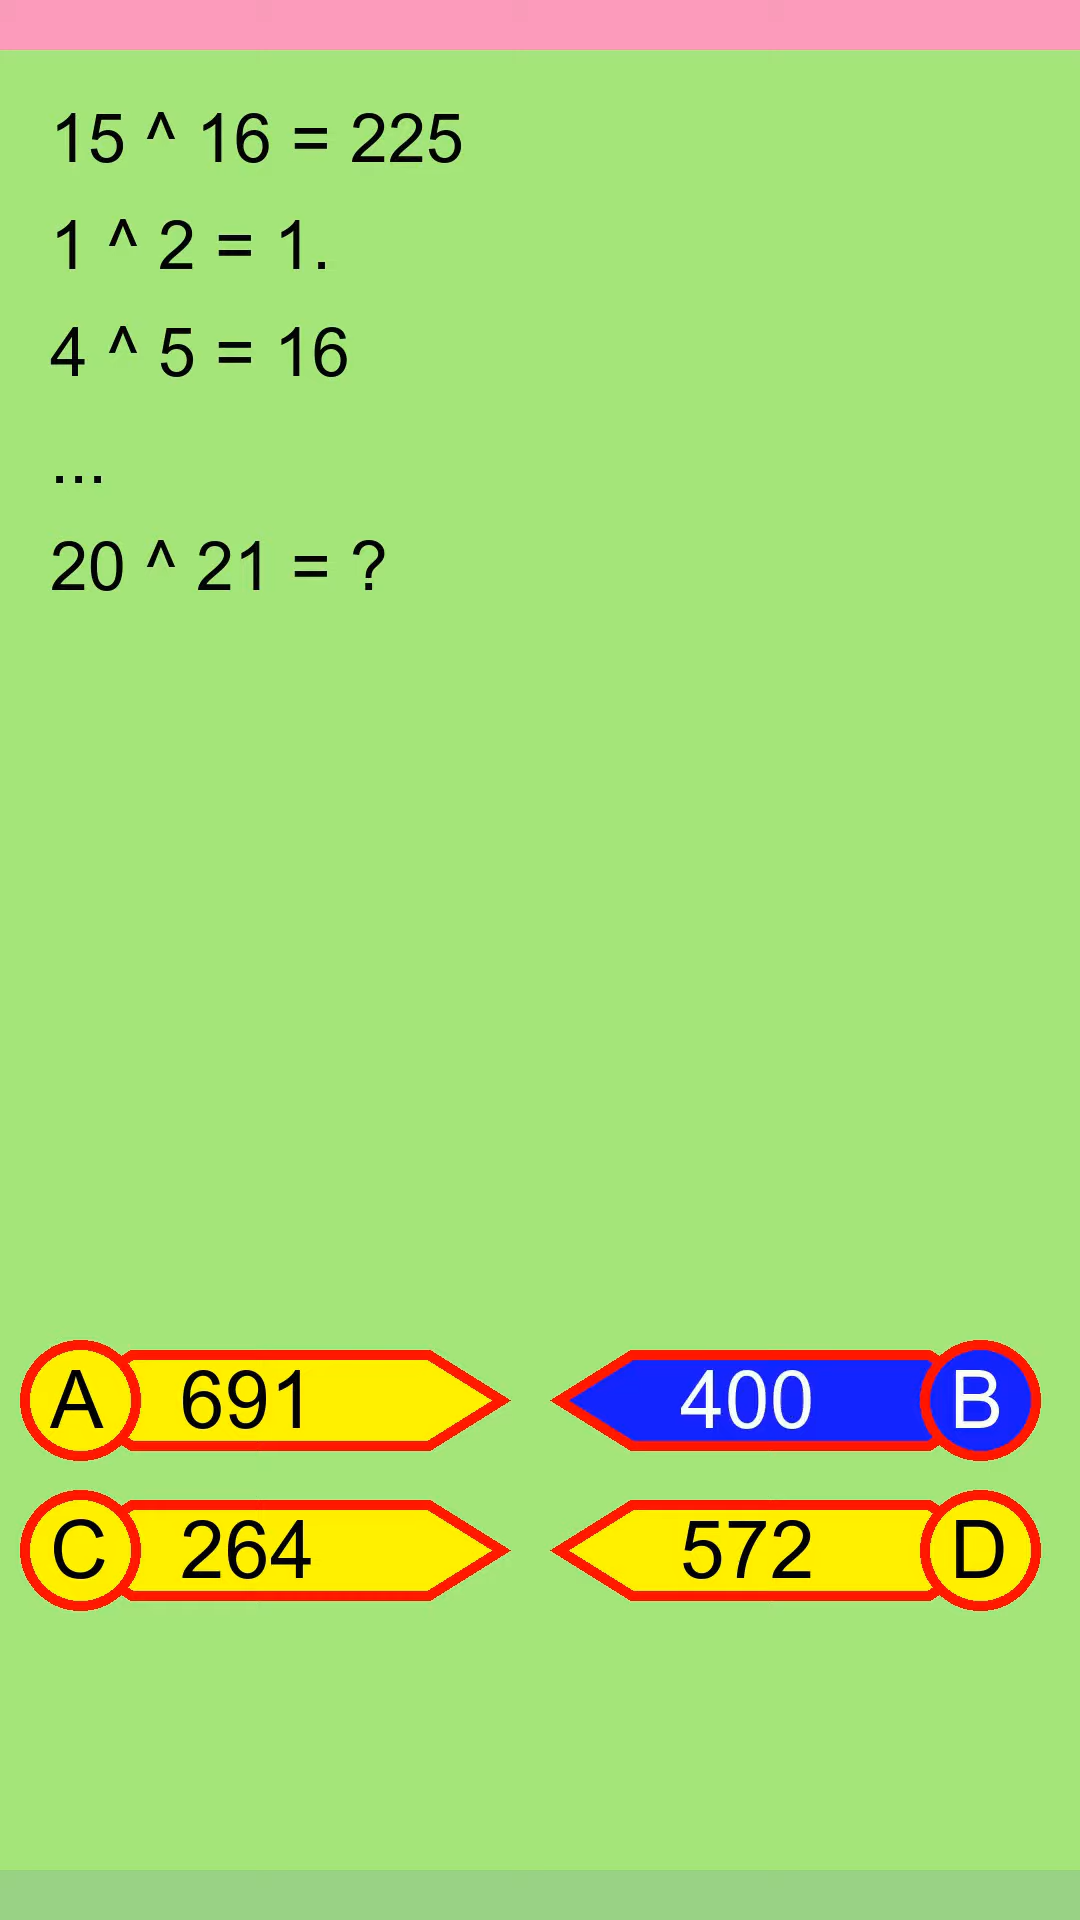 15 ^ 16 = 225
1 ^ 2 = 1.
4 ^ 5 = 16
...
20 ^ 21 = ?
A 691
400 B
C 264
572 D